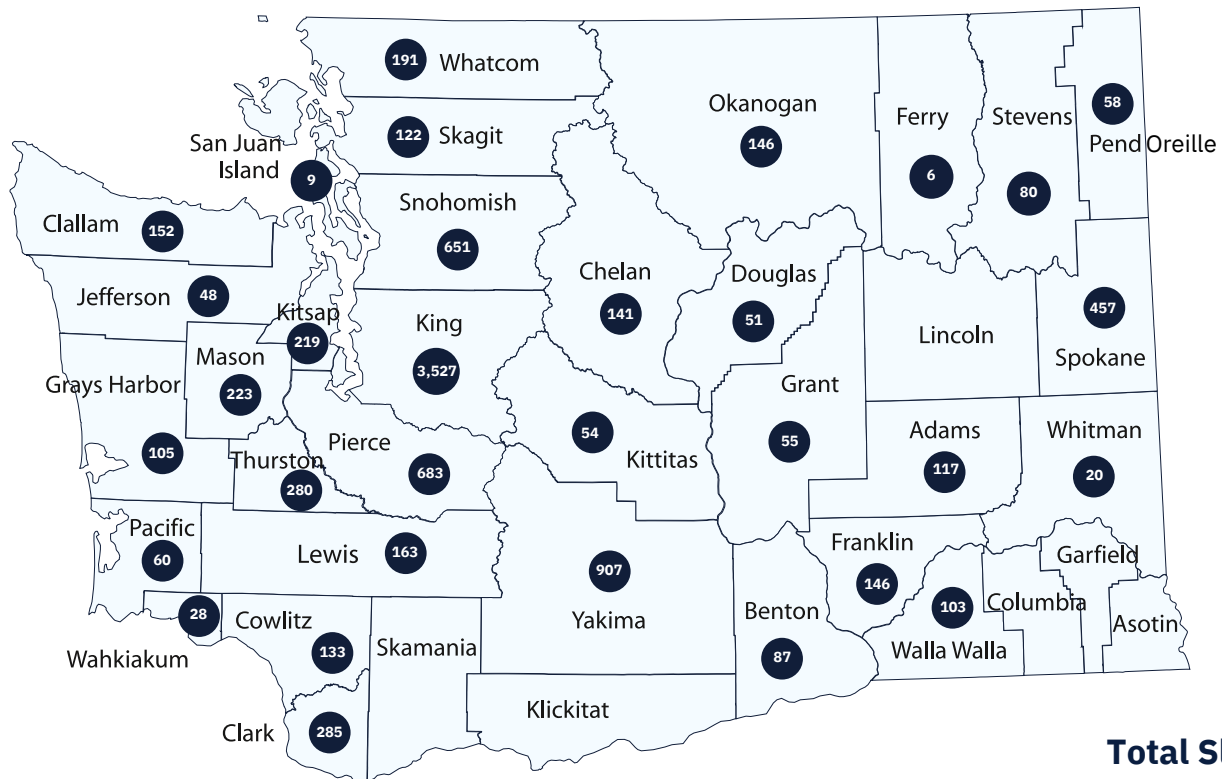 191
Whatcom
Okanogan
146
Ferry
6
Stevens
80
58
Pend Oreille
122
Skagit
San Juan
Island
9
Snohomish
651
Clallam
152
Chelan
141
Douglas
51
Jefferson
48
Kitsap
219
King
3,527
Lincoln
457
Spokane
Mason
223
Grays Harbor
105
Grant
55
Pierce
683
54
Kittitas
Adams
117
Whitman
20
Thurston
280
Pacific
60
Lewis
163
907
Yakima
Franklin
146
Garfield
28
Wahkiakum
Cowlitz
133
Skamania
Benton
87
103
Walla Walla
Columbia
Asotin
Clark
285
Klickitat
Total